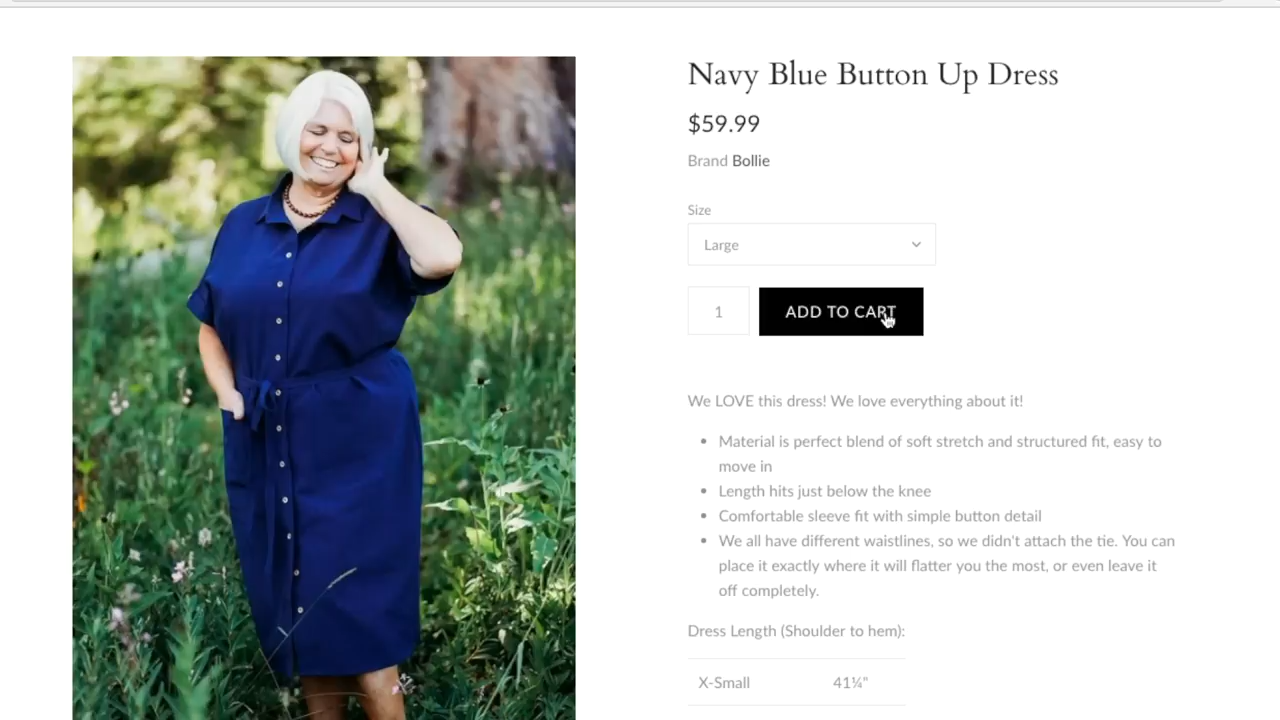 Navy Blue Button Up Dress
$59.99
Brand Bollie
Size
Large
1
ADD TO CART
We LOVE this dress! We love everything about it!
• Material is perfect blend of soft stretch and structured fit, easy to
move in
• Length hits just below the knee
• Comfortable sleeve fit with simple button detail
• We all have different waistlines, so we didn't attach the tie. You can
place it exactly where it will flatter you the most, or even leave it
off completely.
Dress Length (Shoulder to hem):
X-Small 41¼"